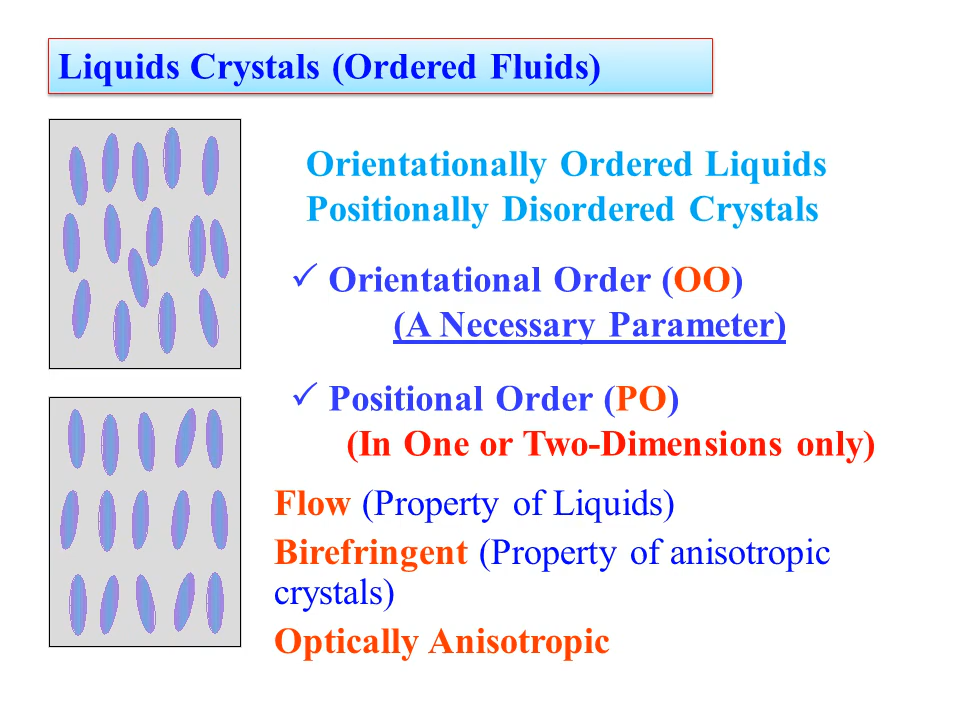 Liquids Crystals (Ordered Fluids)
Orientationally Ordered Liquids
Positionally Disordered Crystals
✓ Orientational Order (OO)
(A Necessary Parameter)
✓ Positional Order (PO)
(In One or Two-Dimensions only)
Flow (Property of Liquids)
Birefringent (Property of anisotropic
crystals)
Optically Anisotropic